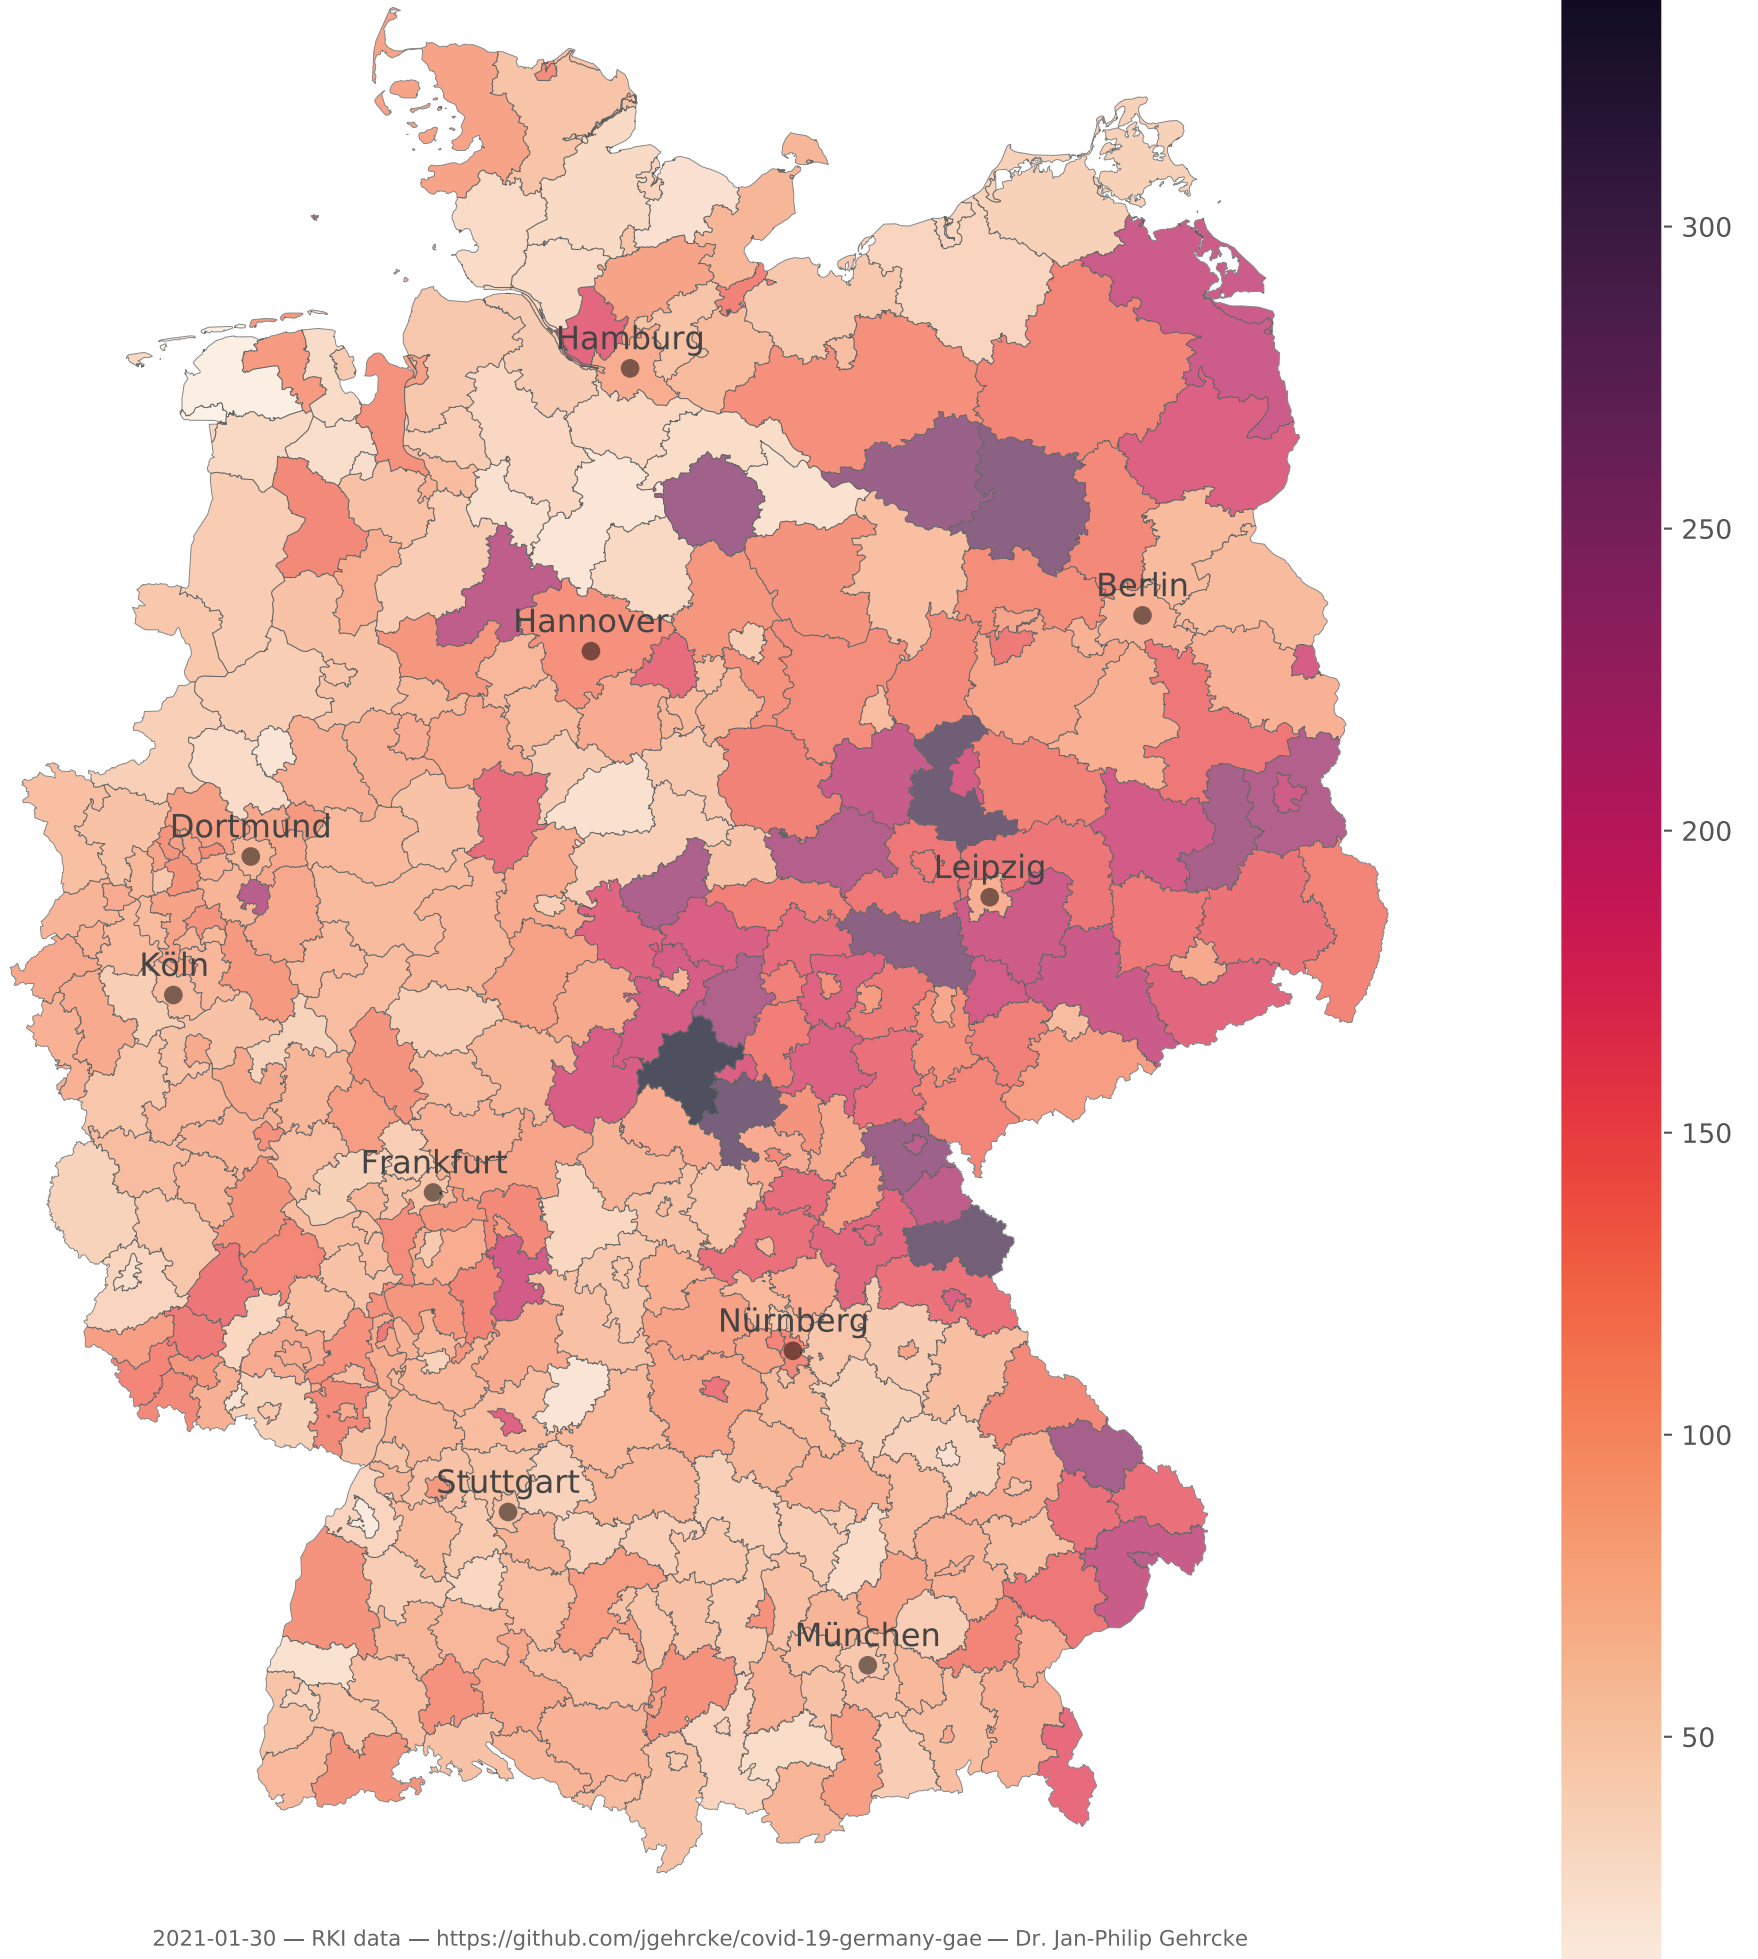 300
Hamburg
250
Berlin
Hannover
200
Dortmund
Leipzig
Köln
150
Frankfurt
Nürnberg
100
Stuttgart
München
50
2021-01-30 — RKI data — https://github.com/jgehrcke/covid-19-germany-gae — Dr. Jan-Philip Gehrcke